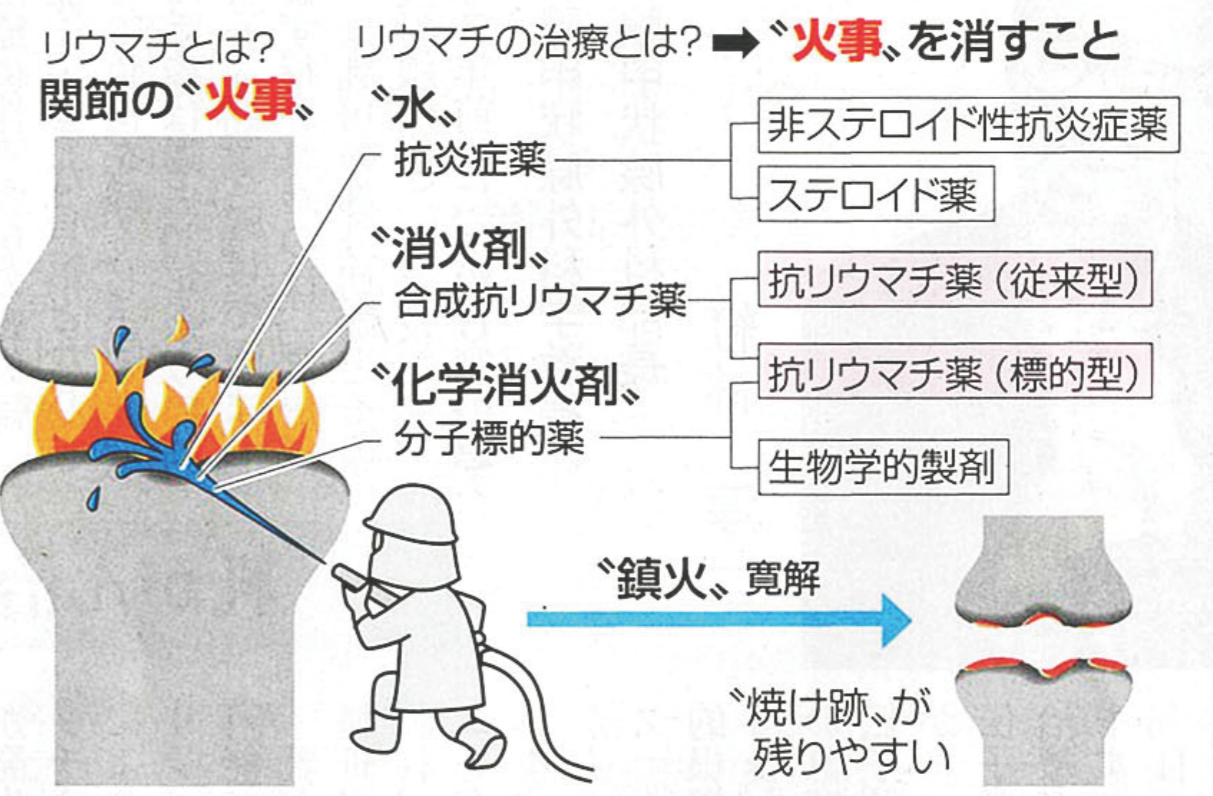 リウマチとは?
関節の〝火事〟
リウマチの治療とは?➡〝火事〟を消すこと
〝水〟
抗炎症薬
非ステロイド性抗炎症薬
ステロイド薬
〝消火剤〟
合成抗リウマチ薬
抗リウマチ薬(従来型)
抗リウマチ薬(標的型)
〝化学消火剤〟
分子標的薬
生物学的製剤
〝鎮火〟寛解
〝焼け跡〟が
残りやすい